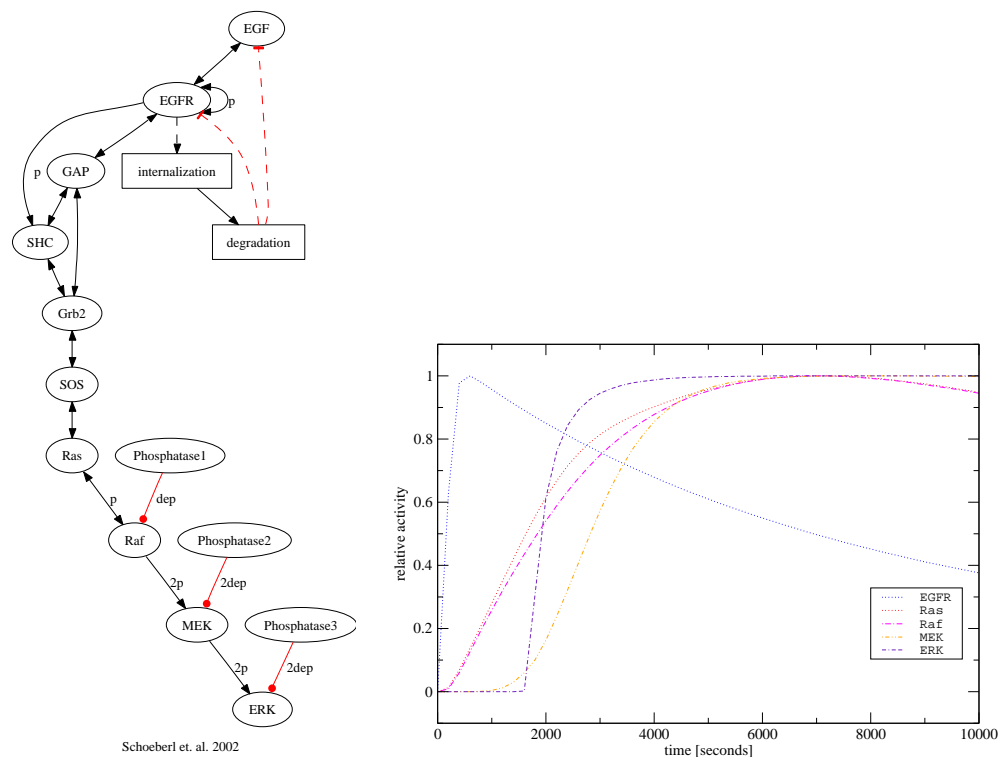 EGF
EGFR
p
GAP
p
internalization
SHC
degradation
Grb2
SOS
Ras
Phosphatase1
p
dep
Raf
Phosphatase2
2p
2dep
MEK
Phosphatase3
2p
2dep
ERK
Schoeberl et. al. 2002
relative activity
1
0.8
0.6
0.4
0.2
0
0
2000
4000
6000
8000
10000
time [seconds]
EGFR
Ras
Raf
MEK
ERK